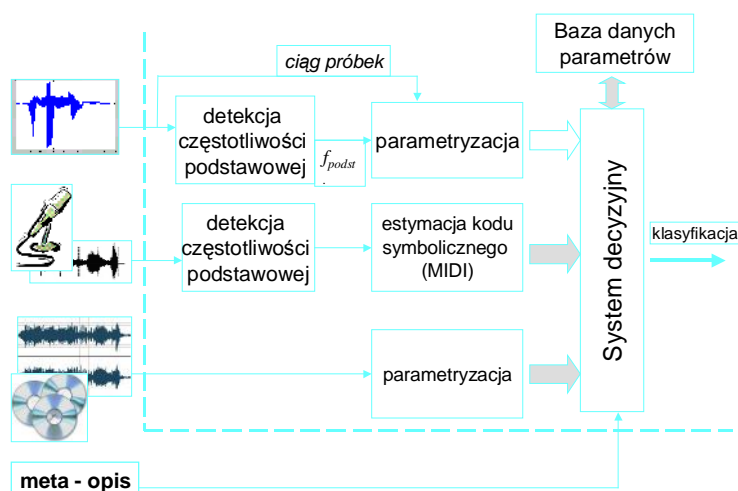 Baza danych
parametrów
ciąg próbek
detekcja
częstotliwości
podstawowej
f podst
.
parametryzacja
detekcja
częstotliwości
podstawowej
estymacja kodu
symbolicznego
(MIDI)
parametryzacja
System decyzyjny
klasyfikacja
meta - opis